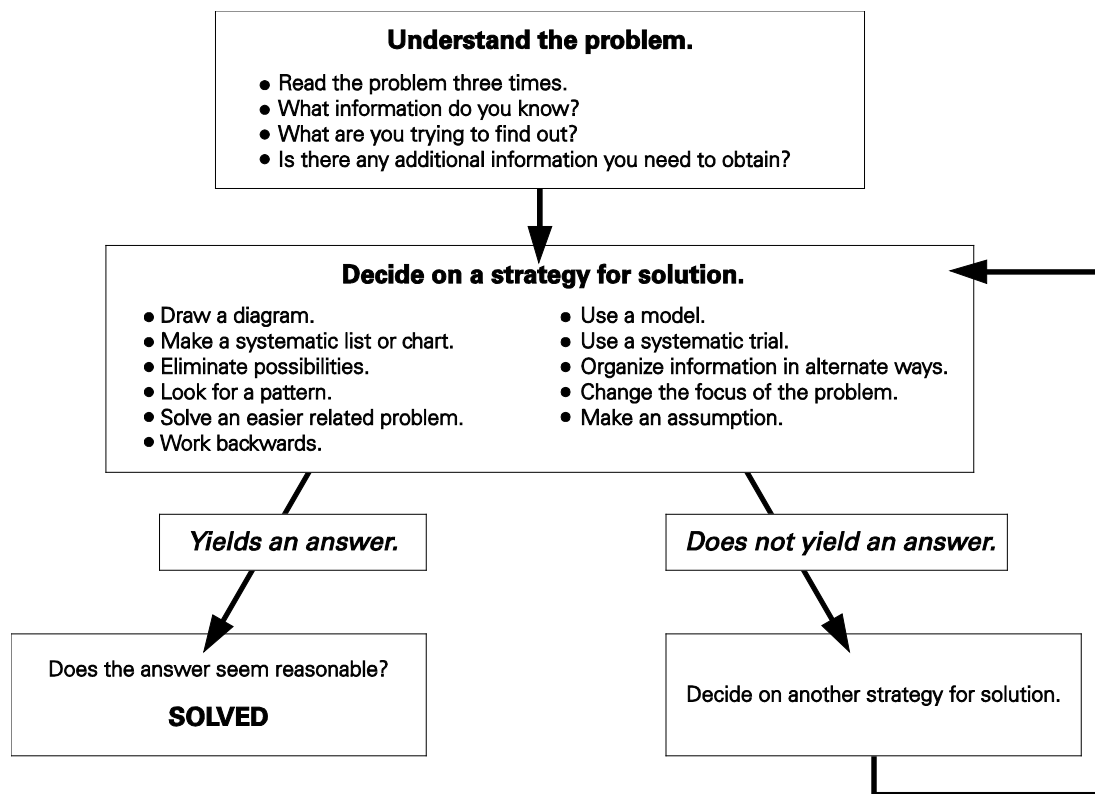 Understand the problem.
• Read the problem three times.
• What information do you know?
• What are you trying to find out?
• Is there any additional information you need to obtain?
Decide on a strategy for solution.
• Draw a diagram.
• Make a systematic list or chart.
• Eliminate possibilities.
• Look for a pattern.
• Solve an easier related problem.
• Work backwards.
• Use a model.
• Use a systematic trial.
• Organize information in alternate ways.
• Change the focus of the problem.
• Make an assumption.
Yields an answer.
Does not yield an answer.
Does the answer seem reasonable?
SOLVED
Decide on another strategy for solution.